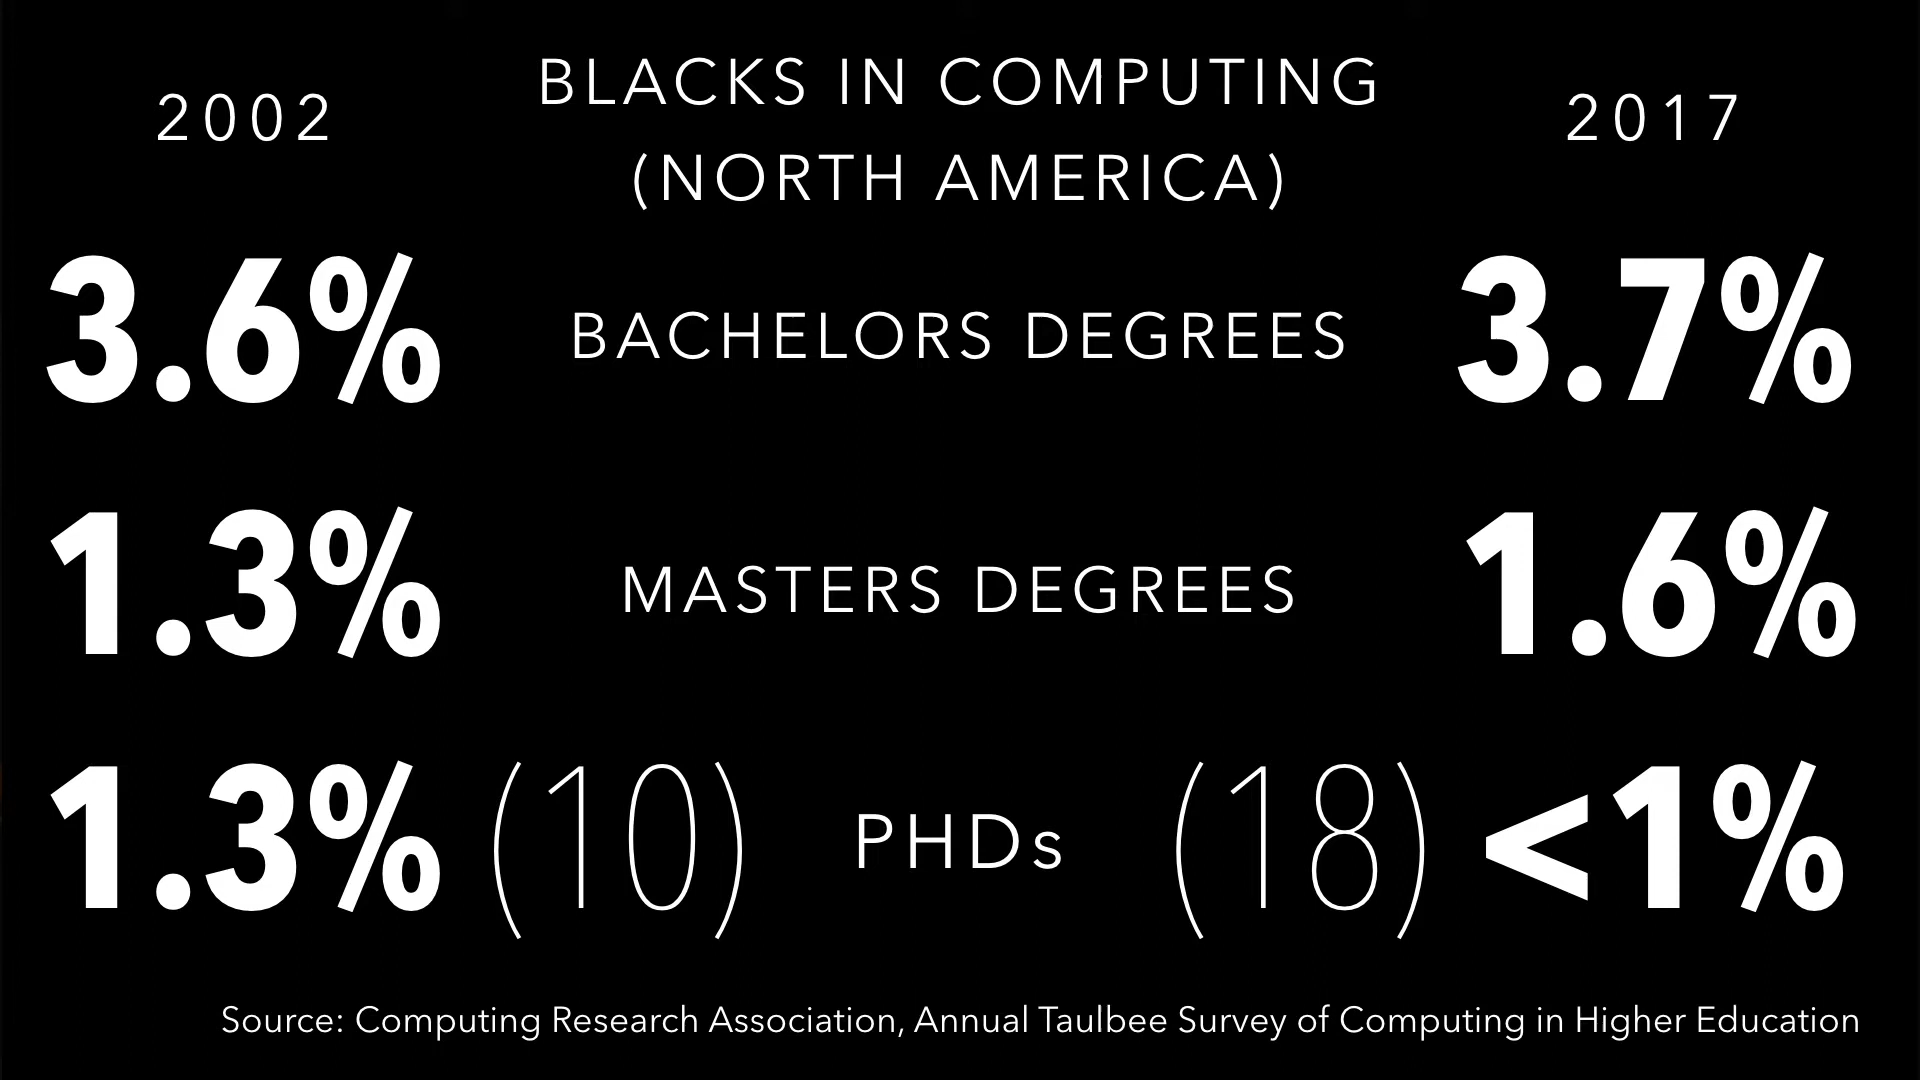 2002
BLACKS IN COMPUTING
(NORTH AMERICA)
2017
3.6% BACHELORS DEGREES 3.7%
1.3% MASTERS DEGREES 1.6%
1.3% (10) PHDs (18) <1%
Source: Computing Research Association, Annual Taulbee Survey of Computing in Higher Education